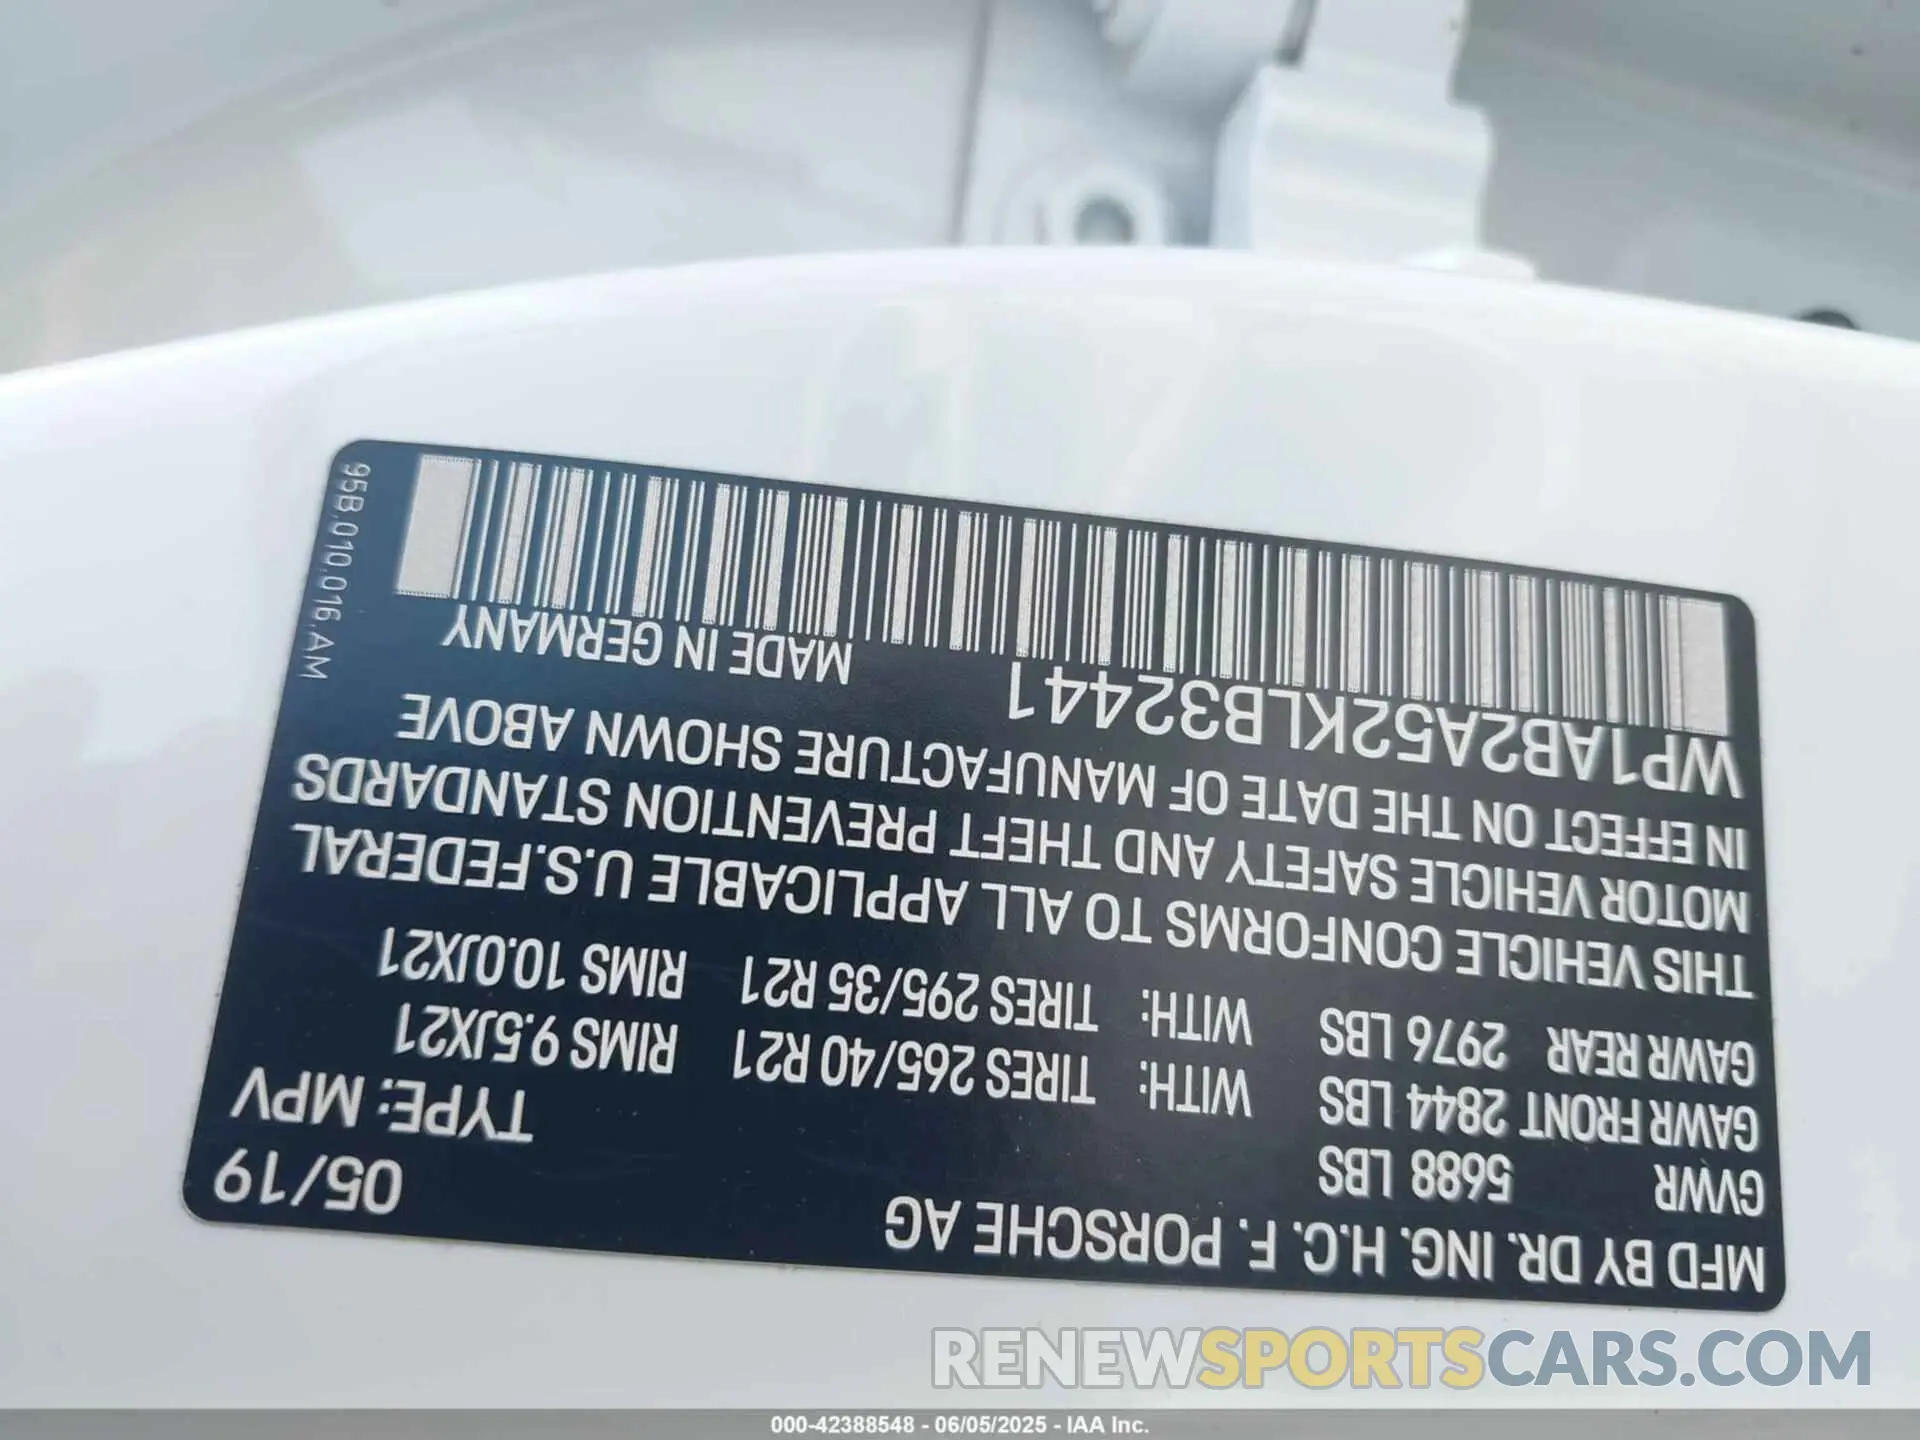 MFD BY DR. ING. H.C. F. PORSCHE AG 05/19
GVWR 5688 LBS TYPE: MPV
GAWR FRONT 2844 LBS WITH: TIRES 265/40 R21 RIMS 9.5JX21
GAWR REAR 2976 LBS WITH: TIRES 295/35 R21 RIMS 10.0JX21
THIS VEHICLE CONFORMS TO ALL APPLICABLE U.S.FEDERAL
MOTOR VEHICLE SAFETY AND THEFT PREVENTION STANDARDS
IN EFFECT ON THE DATE OF MANUFACTURE SHOWN ABOVE
WP1AB2A52KLB32441 MADE IN GERMANY
95B.010.016.AM
RENEWSPORTSCARS.COM
000-42388548 - 06/05/2025 - IAA Inc.